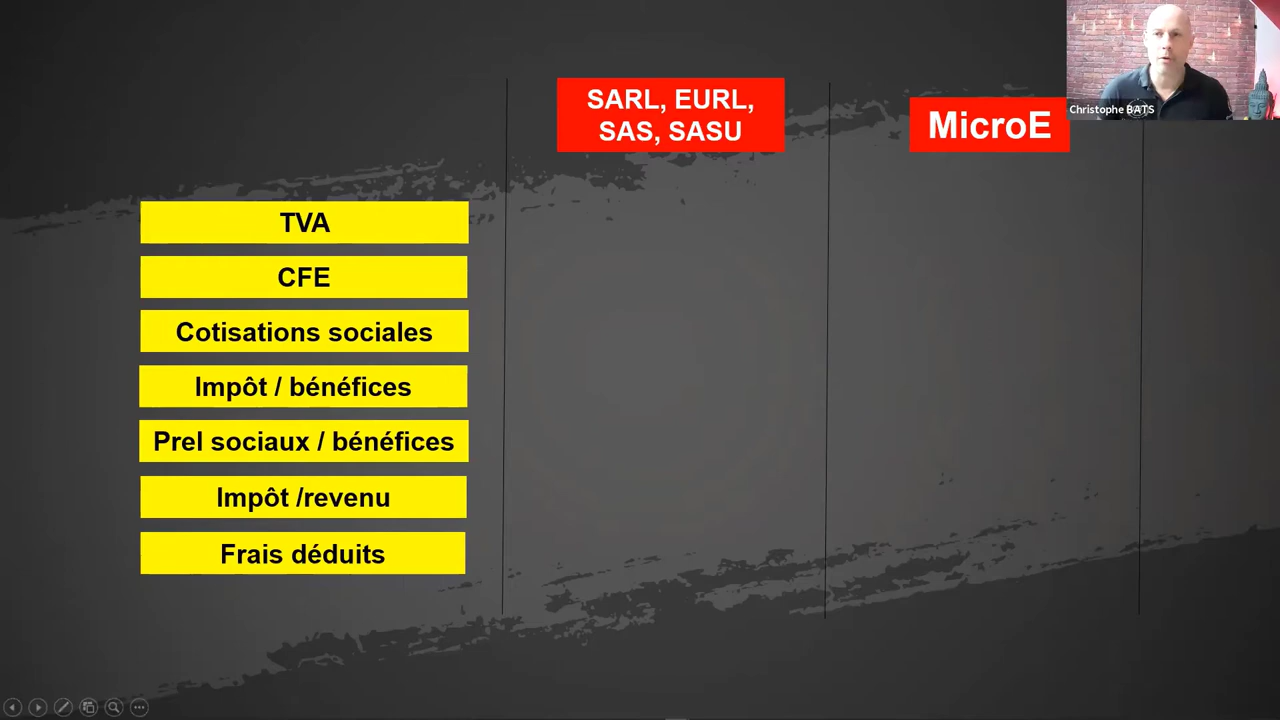 SARL, EURL,
SAS, SASU
MicroE
Christophe BATS
TVA
CFE
Cotisations sociales
Impôt / bénéfices
Prel sociaux / bénéfices
Impôt /revenu
Frais déduits